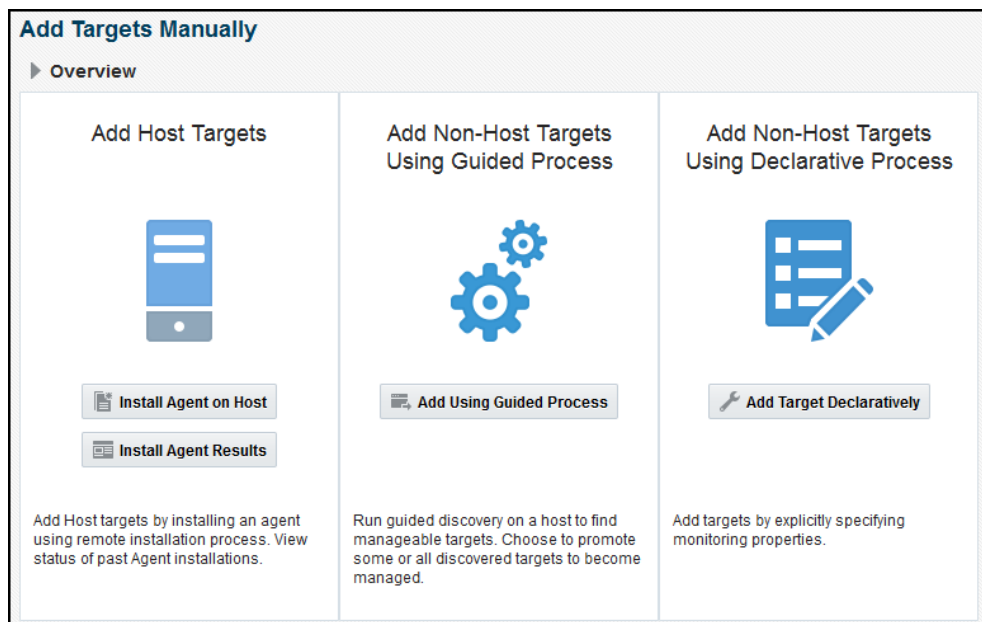 Add Targets Manually
Overview
Add Host Targets
Install Agent on Host
Install Agent Results
Add Host targets by installing an agent
using remote installation process. View
status of past Agent installations.
Add Non-Host Targets
Using Guided Process
Add Using Guided Process
Run guided discovery on a host to find
manageable targets. Choose to promote
some or all discovered targets to become
managed.
Add Non-Host Targets
Using Declarative Process
Add Target Declaratively
Add targets by explicitly specifying
monitoring properties.